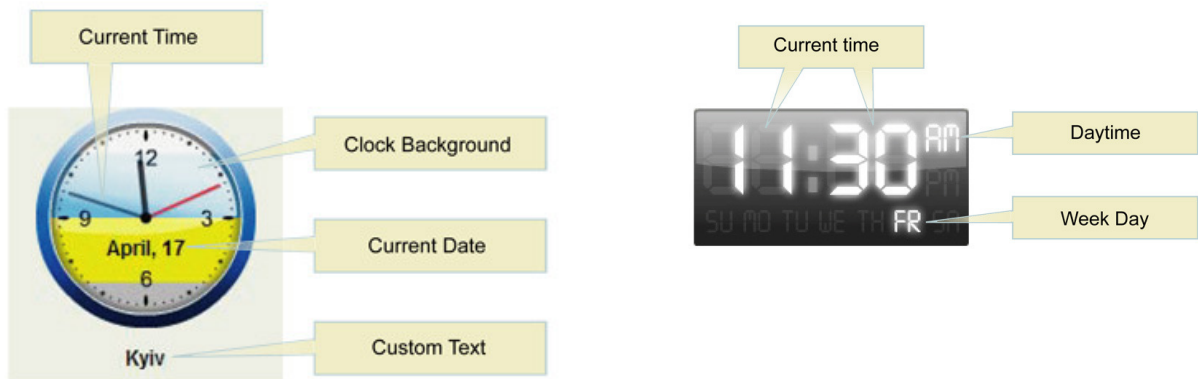 Current Time
12
9
3
April, 17
6
Kyiv
Clock Background
Current Date
Custom Text
Current time
11:30
AM
PM
SU MO TU WE TH FR SA
Daytime
Week Day